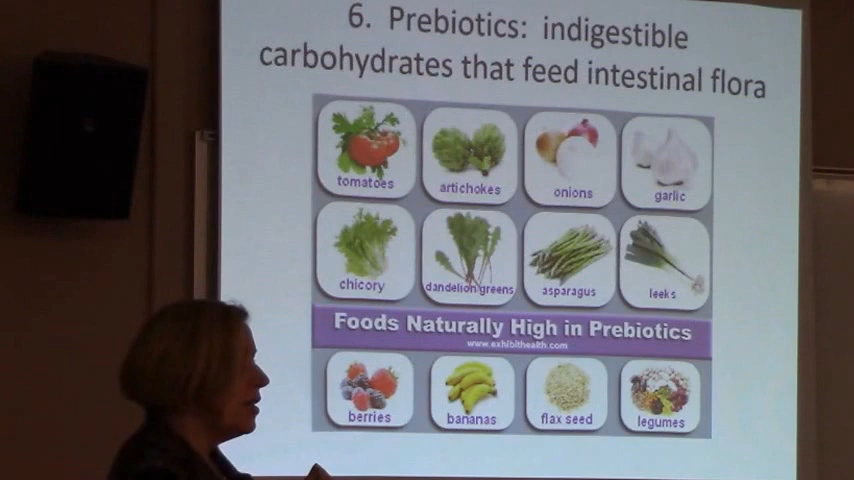 6. Prebiotics: indigestible
carbohydrates that feed intestinal flora
tomatoes
artichokes
onions
garlic
chicory
dandelion greens
asparagus
leeks
Foods Naturally High in Prebiotics
www.exhibithealth.com
berries
bananas
flax seed
legumes